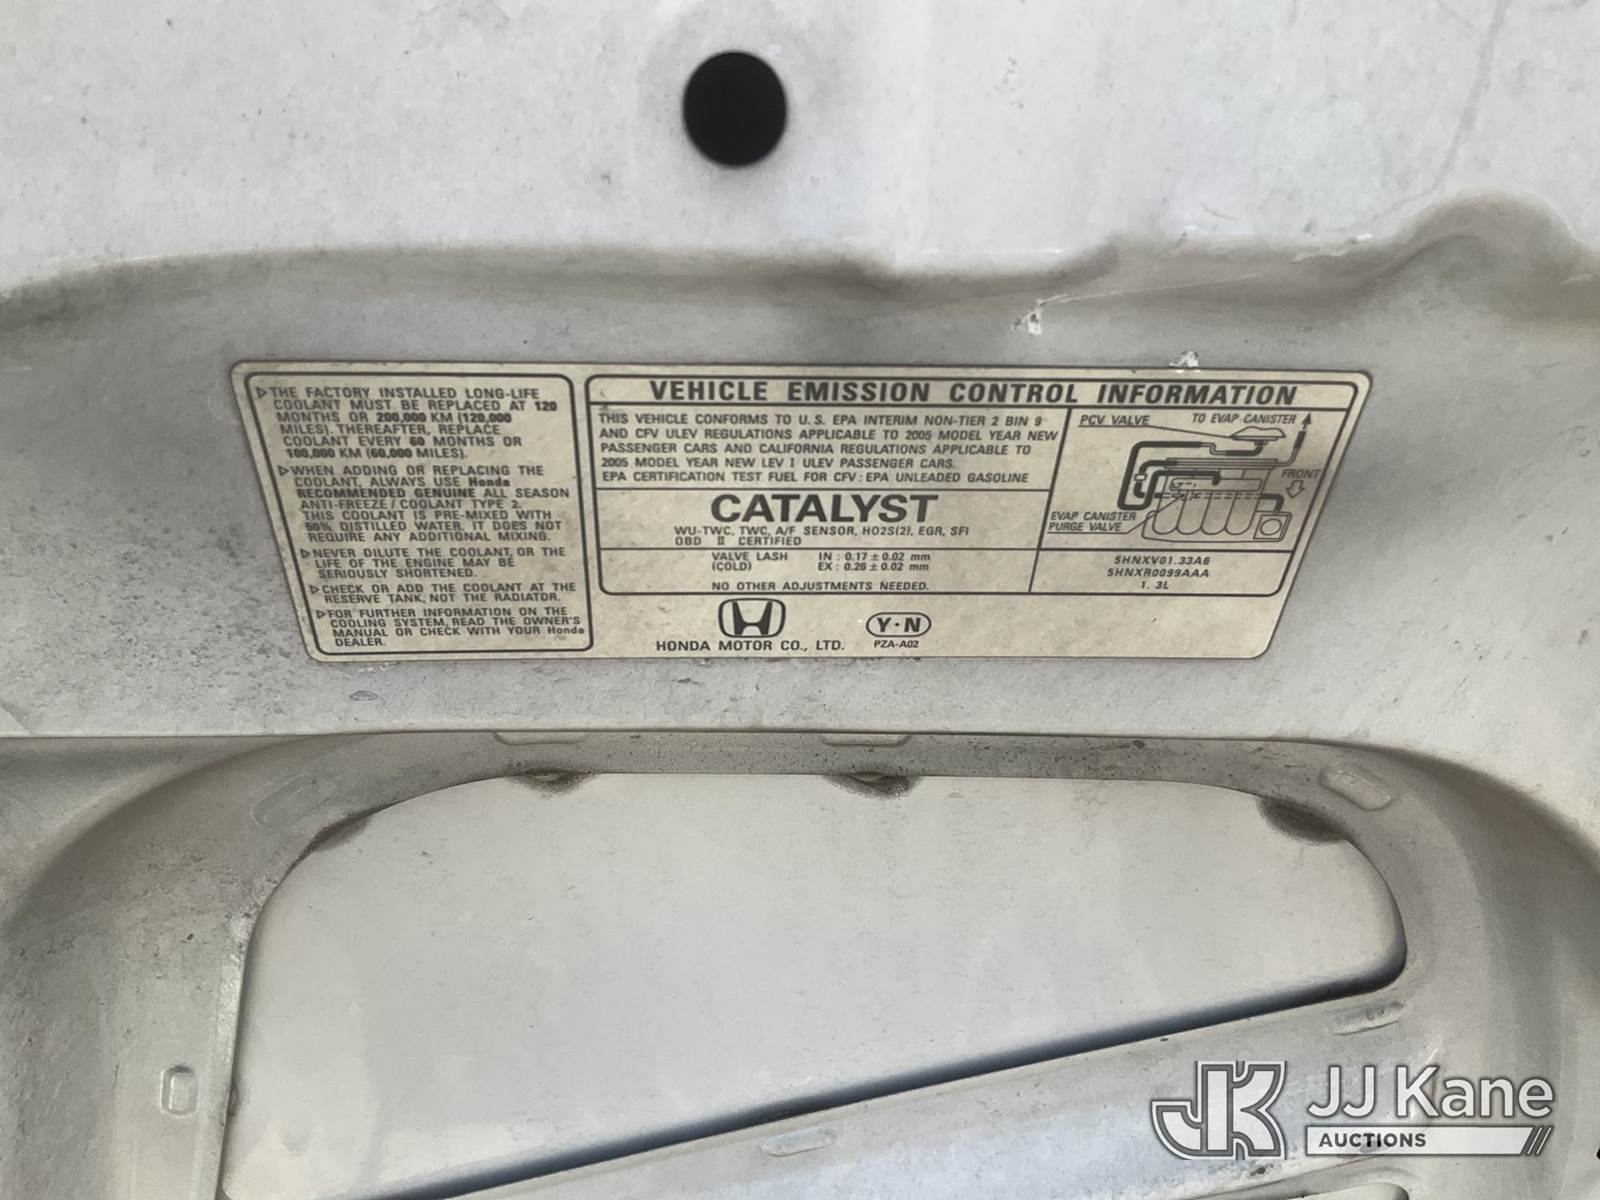 ▷THE FACTORY INSTALLED LONG-LIFE
COOLANT MUST BE REPLACED AT 120
MONTHS OR 200,000 KM (120,000
MILES). THEREAFTER, REPLACE
COOLANT EVERY 60 MONTHS OR
100,000 KM (60,000 MILES).
▷WHEN ADDING OR REPLACING THE
COOLANT, ALWAYS USE Honda
RECOMMENDED GENUINE ALL SEASON
ANTI-FREEZE/COOLANT TYPE 2.
THIS COOLANT IS PRE-MIXED WITH
50% DISTILLED WATER. IT DOES NOT
REQUIRE ANY ADDITIONAL MIXING.
▷NEVER DILUTE THE COOLANT, OR THE
LIFE OF THE ENGINE MAY BE
SERIOUSLY SHORTENED.
▷CHECK OR ADD THE COOLANT AT THE
RESERVE TANK, NOT THE RADIATOR.
▷FOR FURTHER INFORMATION ON THE
COOLING SYSTEM, READ THE OWNER'S
MANUAL OR CHECK WITH YOUR Honda
DEALER.
VEHICLE EMISSION CONTROL INFORMATION
THIS VEHICLE CONFORMS TO U.S. EPA INTERIM NON-TIER 2 BIN 9
AND CFV ULEV REGULATIONS APPLICABLE TO 2005 MODEL YEAR NEW
PASSENGER CARS AND CALIFORNIA REGULATIONS APPLICABLE TO
2005 MODEL YEAR NEW LEV I ULEV PASSENGER CARS.
EPA CERTIFICATION TEST FUEL FOR CFV : EPA UNLEADED GASOLINE
CATALYST
WU-TWC, TWC, A/F SENSOR, HO2S(2), EGR, SFI
OBD II CERTIFIED
VALVE LASH IN : 0.17 ± 0.02 mm
(COLD) EX : 0.26 ± 0.02 mm
NO OTHER ADJUSTMENTS NEEDED.
PCV VALVE TO EVAP CANISTER
FRONT
EVAP CANISTER
PURGE VALVE
5HNXV01.33A6
5HNXR0099AAA
1. 3L
HONDA MOTOR CO., LTD.
Y·N
PZA-A02
JK JJ Kane
AUCTIONS